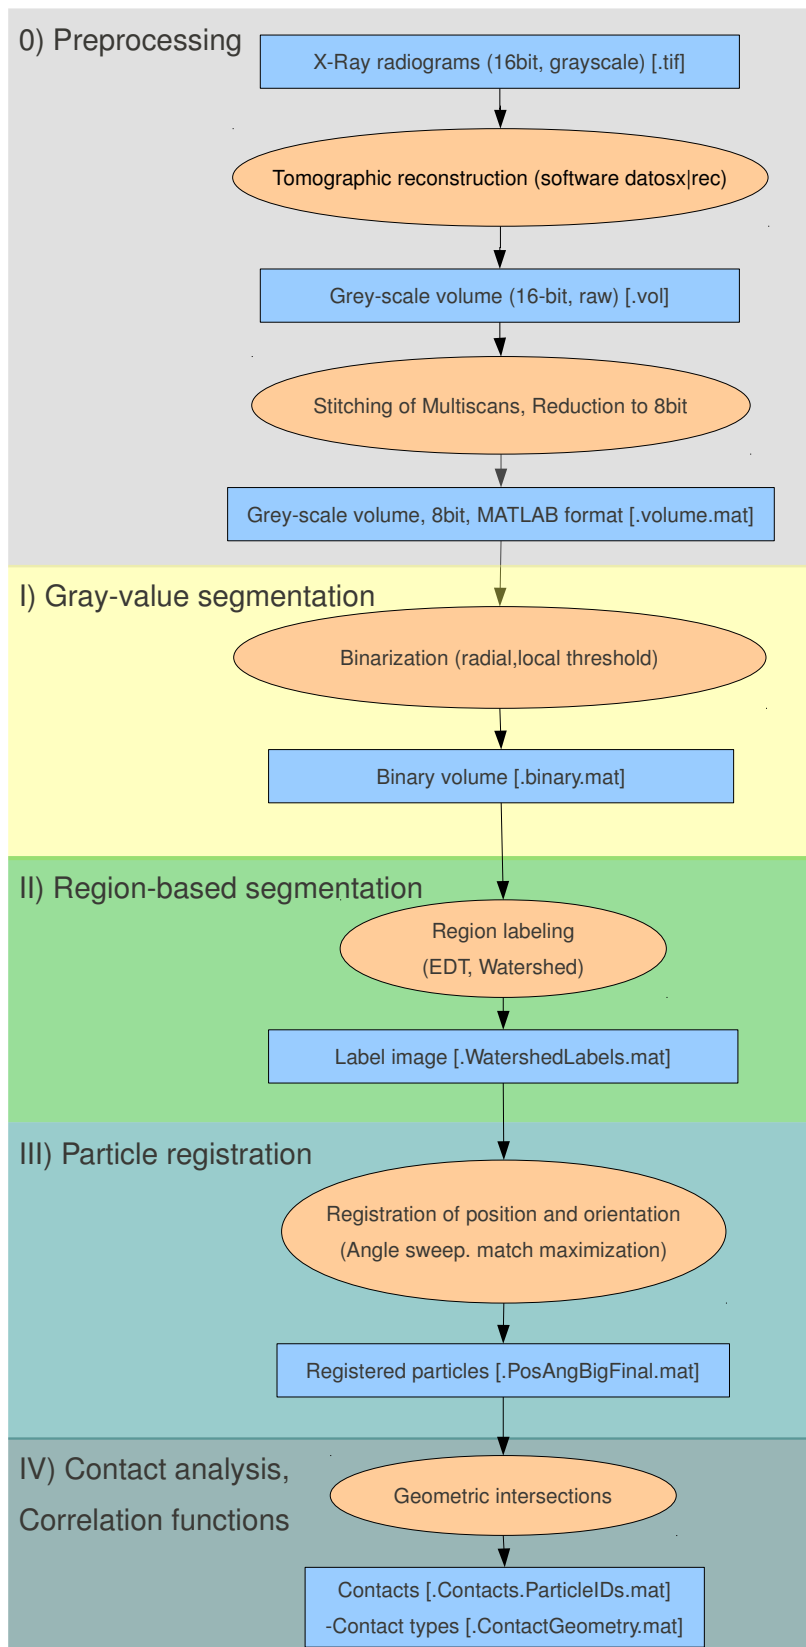 0) Preprocessing
X-Ray radiograms (16bit, grayscale) [.tif]
Tomographic reconstruction (software datosx|rec)
Grey-scale volume (16-bit, raw) [.vol]
Stitching of Multiscans, Reduction to 8bit
Grey-scale volume, 8bit, MATLAB format [.volume.mat]
I) Gray-value segmentation
Binarization (radial,local threshold)
Binary volume [.binary.mat]
II) Region-based segmentation
Region labeling
(EDT, Watershed)
Label image [.WatershedLabels.mat]
III) Particle registration
Registration of position and orientation
(Angle sweep. match maximization)
Registered particles [.PosAngBigFinal.mat]
IV) Contact analysis,
Correlation functions
Geometric intersections
Contacts [.Contacts.ParticleIDs.mat]
-Contact types [.ContactGeometry.mat]